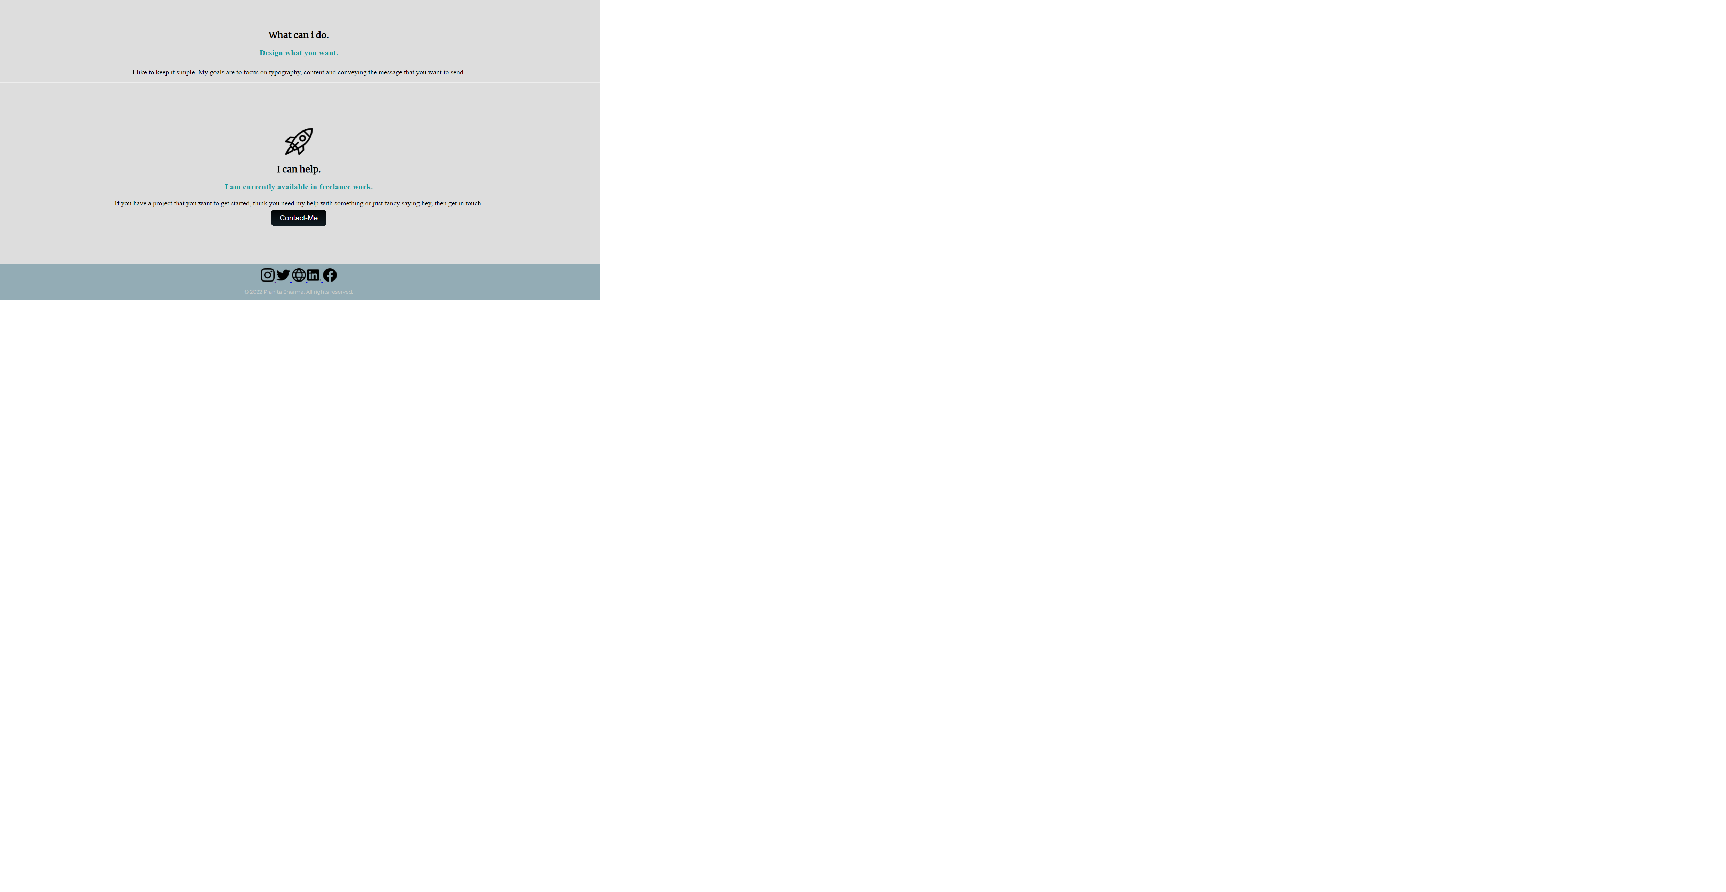 What can i do.
Design what you want.
I like to keep it simple. My goals are to focus on typography, content and conveying the message that you want to send.
I can help.
I am currently available in freelance work.
If you have a project that you want to get started, think you need my help with something or just fancy saying hey, then get in touch.
Contact-Me
All rights reserved.